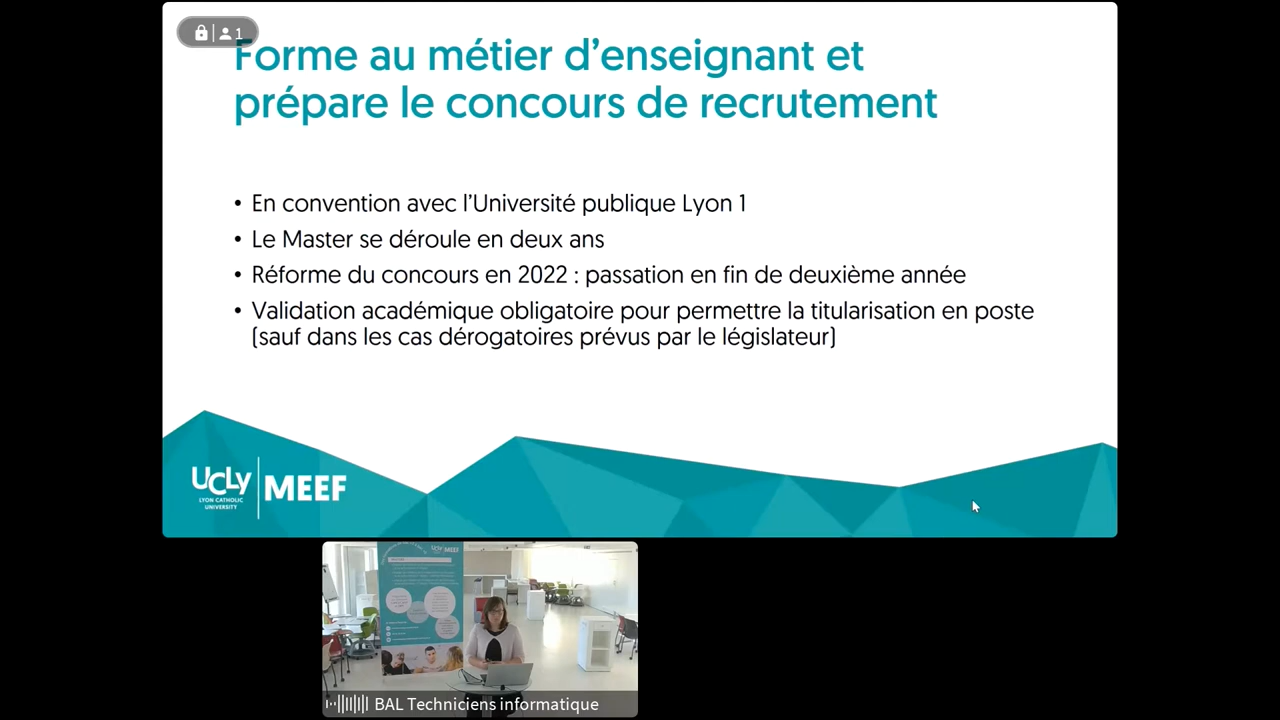 1
Forme au métier d’enseignant et
prépare le concours de recrutement
• En convention avec l’Université publique Lyon 1
• Le Master se déroule en deux ans
• Réforme du concours en 2022 : passation en fin de deuxième année
• Validation académique obligatoire pour permettre la titularisation en poste
(sauf dans les cas dérogatoires prévus par le législateur)
UCLy
LYON CATHOLIC
UNIVERSITY
MEEF
UCLy MEEF
BAL Techniciens informatique